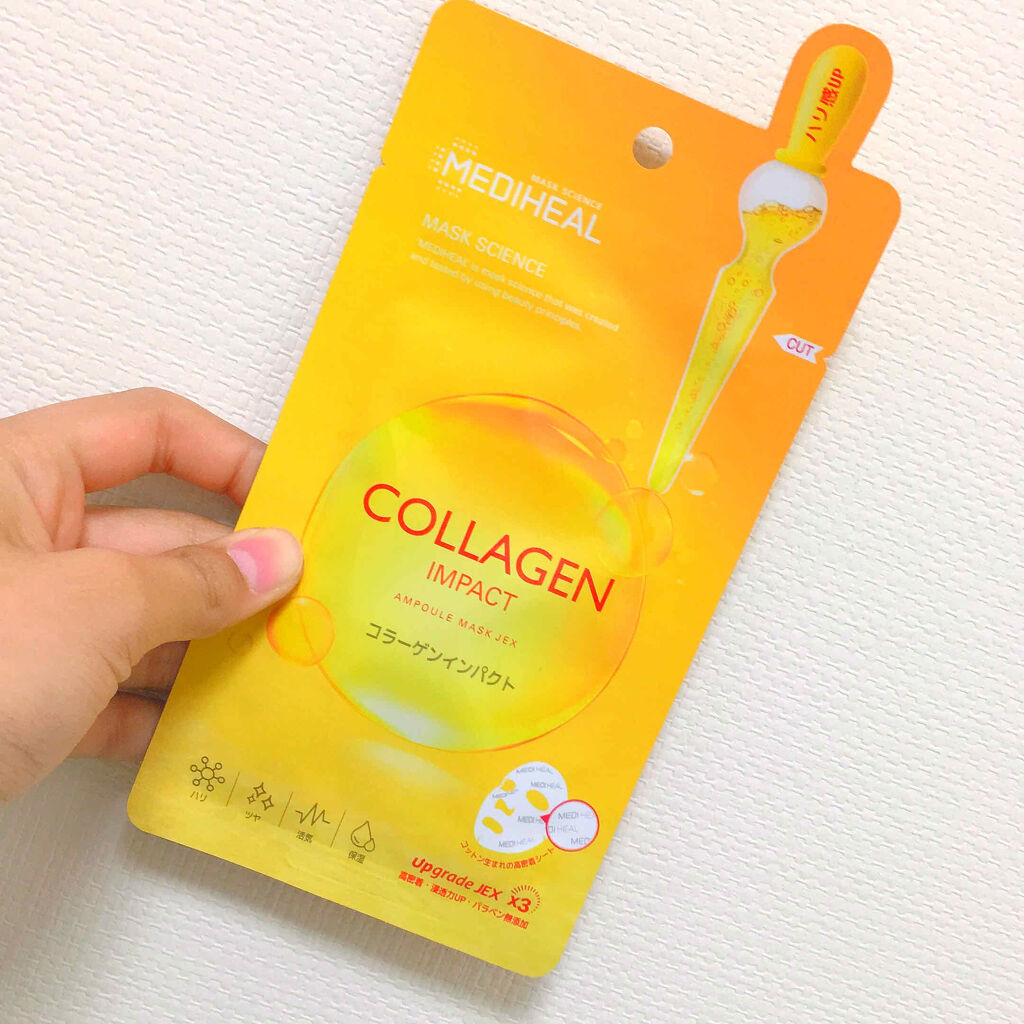 ハリ感UP
MASK SCIENCE
MEDIHEAL
MASK SCIENCE
MEDIHEAL is mask science that was created
and tested by using beauty principles.
CUT
COLLAGEN
IMPACT
AMPOULE MASK JEX
コラーゲンインパクト
ハリ
ツヤ
活気
保湿
MEDIHEAL
MEDIHEAL
MEDIHEAL
コットン生まれの高密着シート
Upgrade JEX x3
高密着・浸透力UP・パラベン無添加